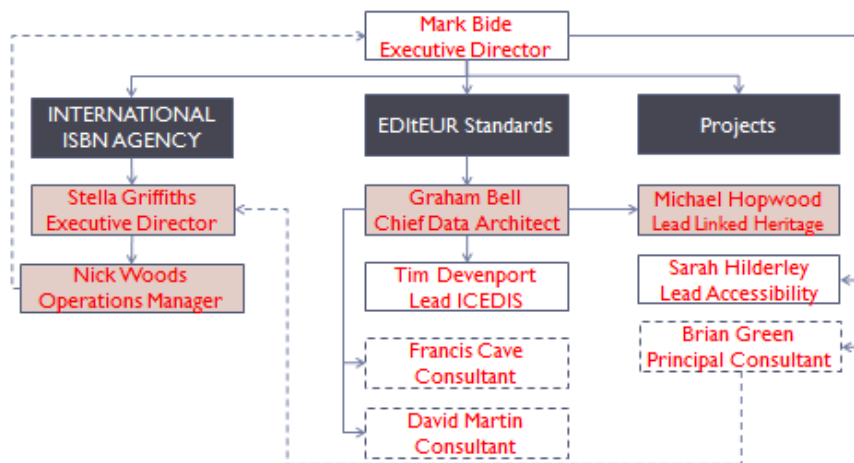 Mark Bide
Executive Director
INTERNATIONAL
ISBN AGENCY
EDItEUR Standards
Projects
Stella Griffiths
Executive Director
Graham Bell
Chief Data Architect
Michael Hopwood
Lead Linked Heritage
Nick Woods
Operations Manager
Tim Devenport
Lead ICEDIS
Sarah Hilderley
Lead Accessibility
Francis Cave
Consultant
Brian Green
Principal Consultant
David Martin
Consultant